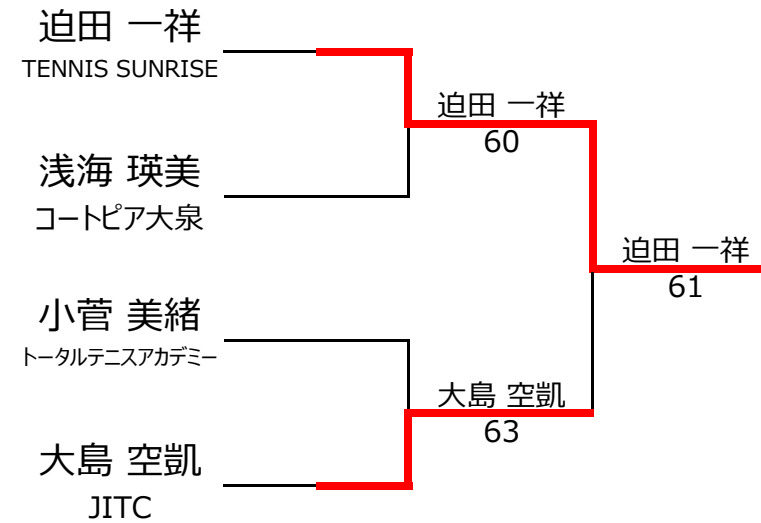 迫田 一祥
TENNIS SUNRISE
浅海 瑛美
コートピア大泉
小菅 美緒
トータルテニスアカデミー
大島 空凱
JITC
迫田 一祥
60
大島 空凱
63
迫田 一祥
61